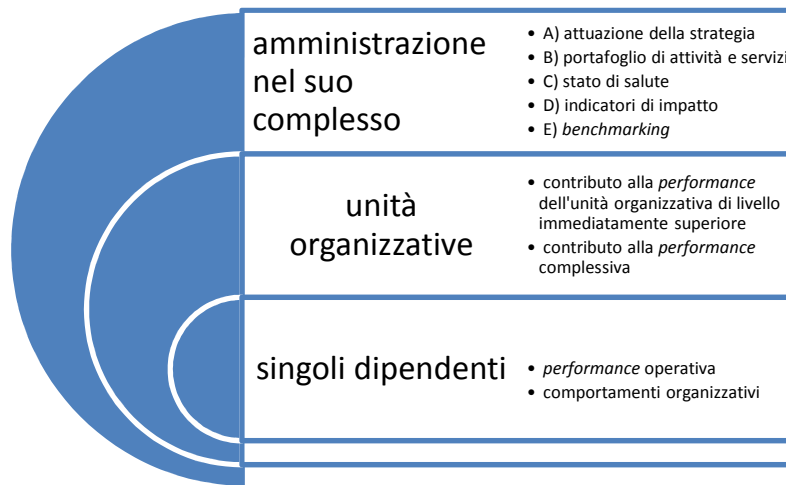 amministrazione
nel suo
complesso
• A) attuazione della strategia
• B) portafoglio di attività e servizi
• C) stato di salute
• D) indicatori di impatto
• E) benchmarking
unità
organizzative
• contributo alla performance
dell'unità organizzativa di livello
immediatamente superiore
• contributo alla performance
complessiva
singoli dipendenti
• performance operativa
• comportamenti organizzativi